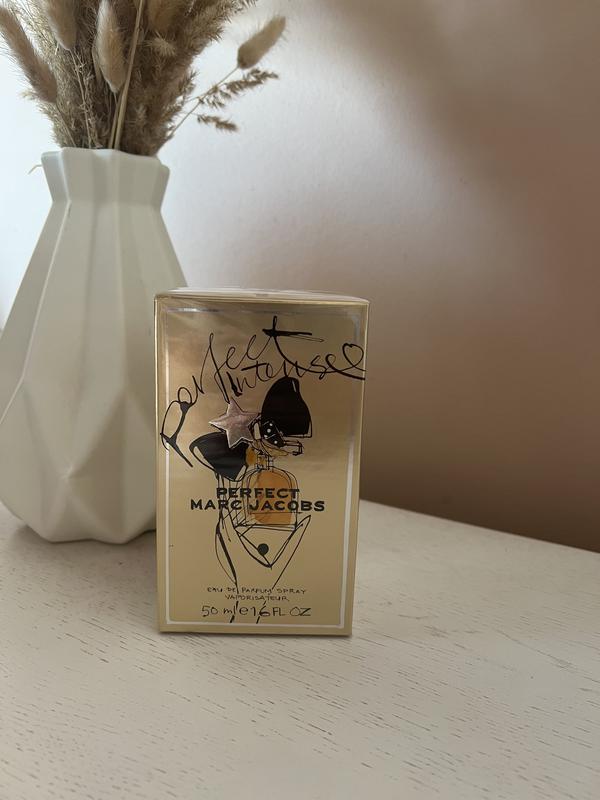 Perfect
Intense
PERFECT
MARC JACOBS
EAU DE PARFUM SPRAY
VAPORISATEUR
50 ml e 1.6 FL OZ